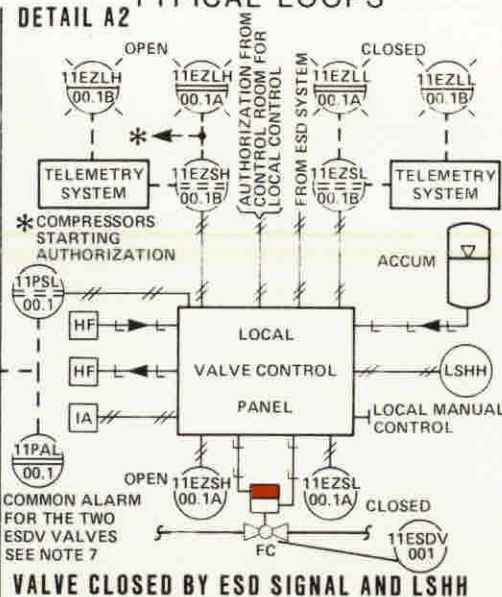 TYPICAL LOOPS
DETAIL A2
OPEN
CLOSED
11EZLH
00.1B
11EZLH
00.1A
11EZLL
00.1A
11EZLL
00.1B
AUTHORIZATION FROM
CONTROL ROOM FOR
LOCAL CONTROL
FROM ESD SYSTEM
*
TELEMETRY
SYSTEM
11EZSH
00.1B
11EZSL
00.1B
TELEMETRY
SYSTEM
* COMPRESSORS
STARTING
AUTHORIZATION
ACCUM
11PSL
00.1
HF
HF
IA
LOCAL
VALVE CONTROL
PANEL
L L
L L
L L
LSHH
LOCAL MANUAL
CONTROL
11PAL
00.1
COMMON ALARM
FOR THE TWO
ESDV VALVES
SEE NOTE 7
OPEN
11EZSH
00.1A
11EZSL
00.1A
CLOSED
FC
11ESDV
001
VALVE CLOSED BY ESD SIGNAL AND LSHH